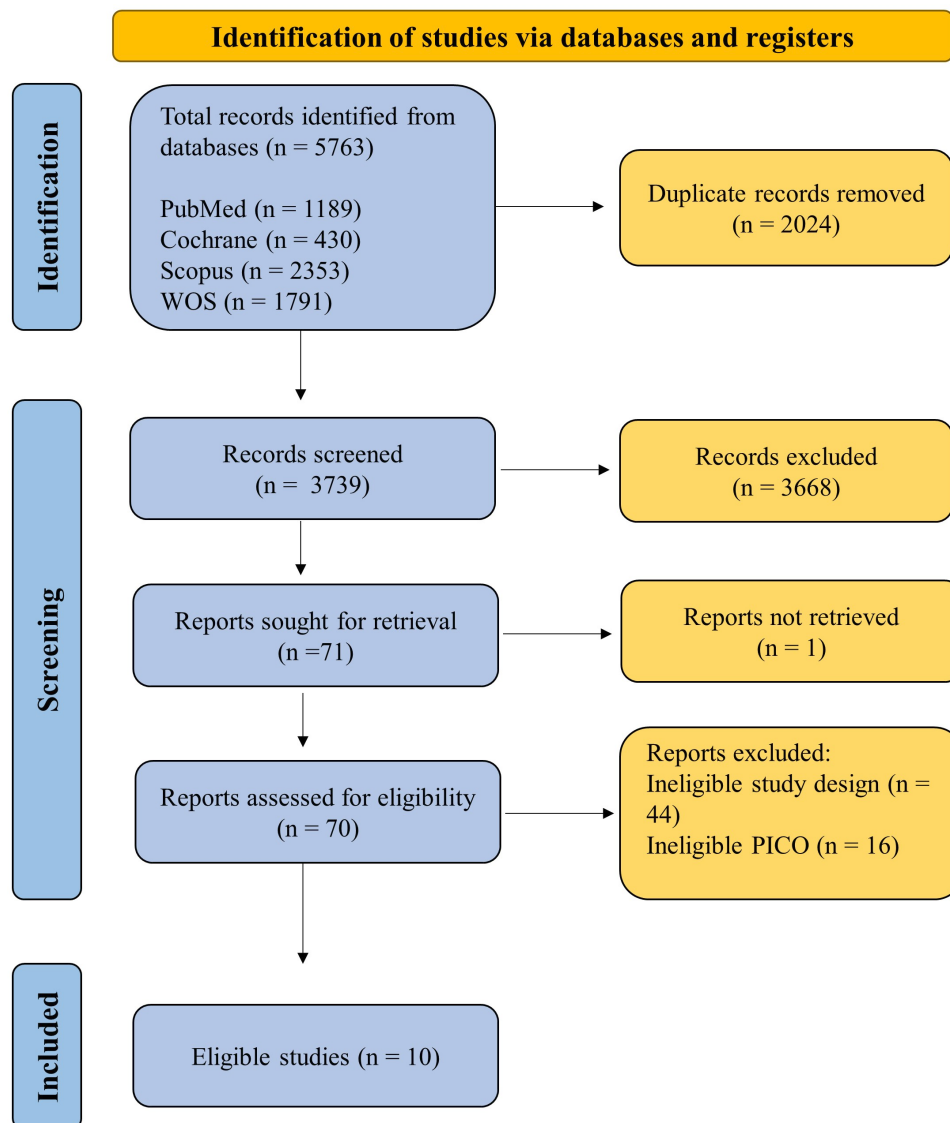 Identification of studies via databases and registers
Identification
Total records identified from
databases (n = 5763)
PubMed (n = 1189)
Cochrane (n = 430)
Scopus (n = 2353)
WOS (n = 1791)
Duplicate records removed
(n = 2024)
Screening
Records screened
(n = 3739)
Records excluded
(n = 3668)
Reports sought for retrieval
(n =71)
Reports not retrieved
(n = 1)
Reports assessed for eligibility
(n = 70)
Reports excluded:
Ineligible study design (n =
44)
Ineligible PICO (n = 16)
Included
Eligible studies (n = 10)